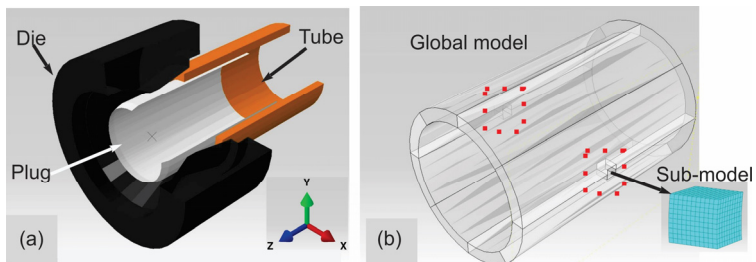 Die
Tube
Plug
Y
Z
X
(a)
Global model
Sub-model
(b)